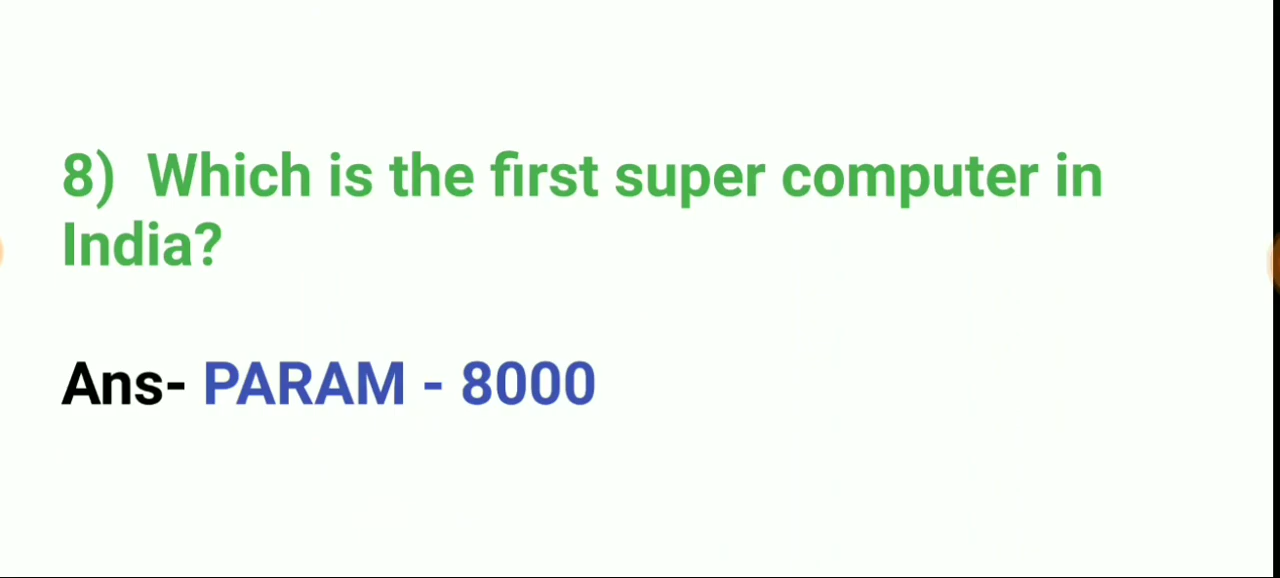 8) Which is the first super computer in
India?
Ans- PARAM - 8000